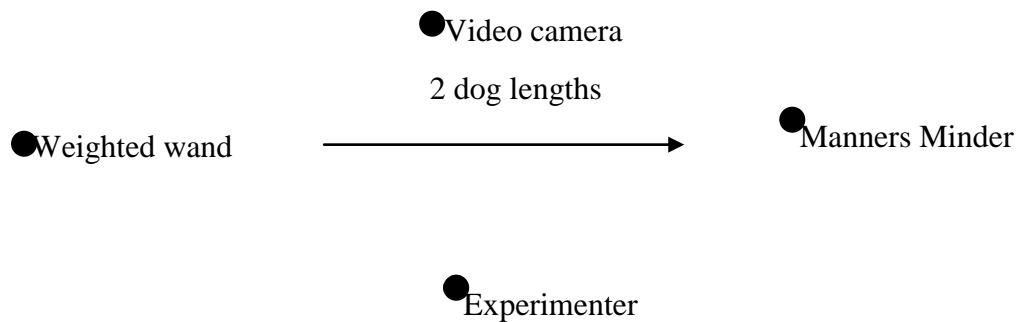 Video camera
2 dog lengths
Weighted wand
Manners Minder
Experimenter